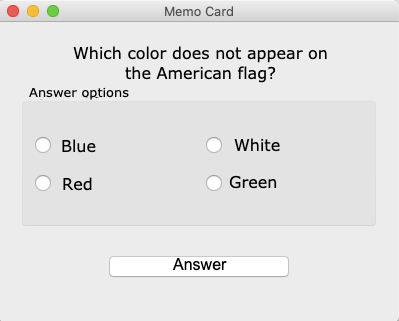 Memo Card
Which color does not appear on
the American flag?
Answer options
Blue
White
Red
Green
Answer